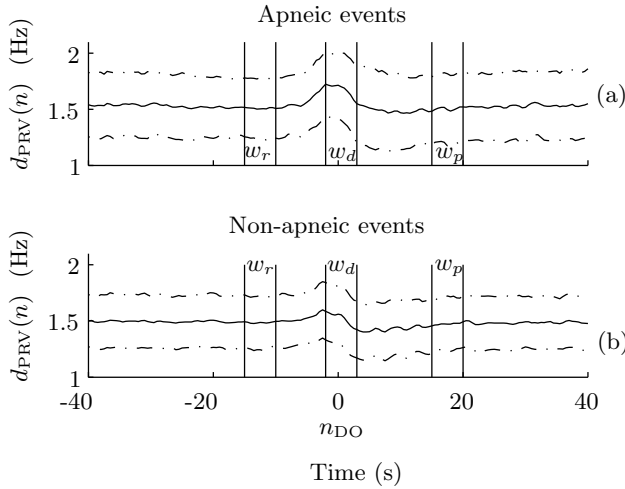 Apneic events
d_PRV(n) (Hz)
2
1.5
1
w_r
w_d
w_p
(a)
Non-apneic events
d_PRV(n) (Hz)
2
1.5
1
w_r
w_d
w_p
(b)
-40
-20
0
20
40
n_DO
Time (s)